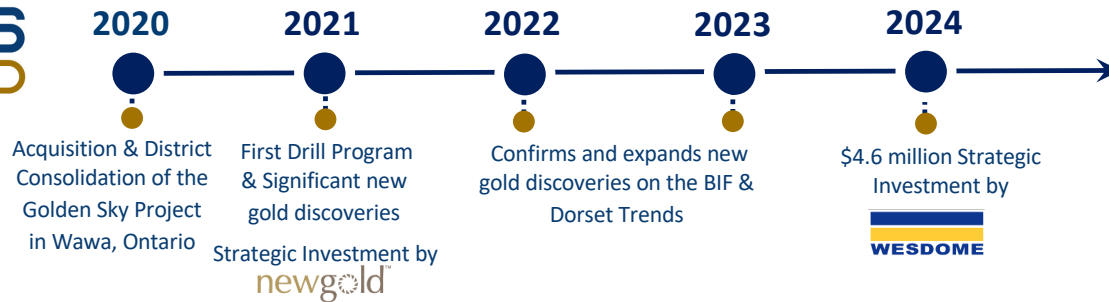 2020
2021
2022
2023
2024
Acquisition & District
Consolidation of the
Golden Sky Project
in Wawa, Ontario
First Drill Program
& Significant new
gold discoveries
Strategic Investment by
newgold™
Confirms and expands new
gold discoveries on the BIF &
Dorset Trends
$4.6 million Strategic
Investment by
WESDOME